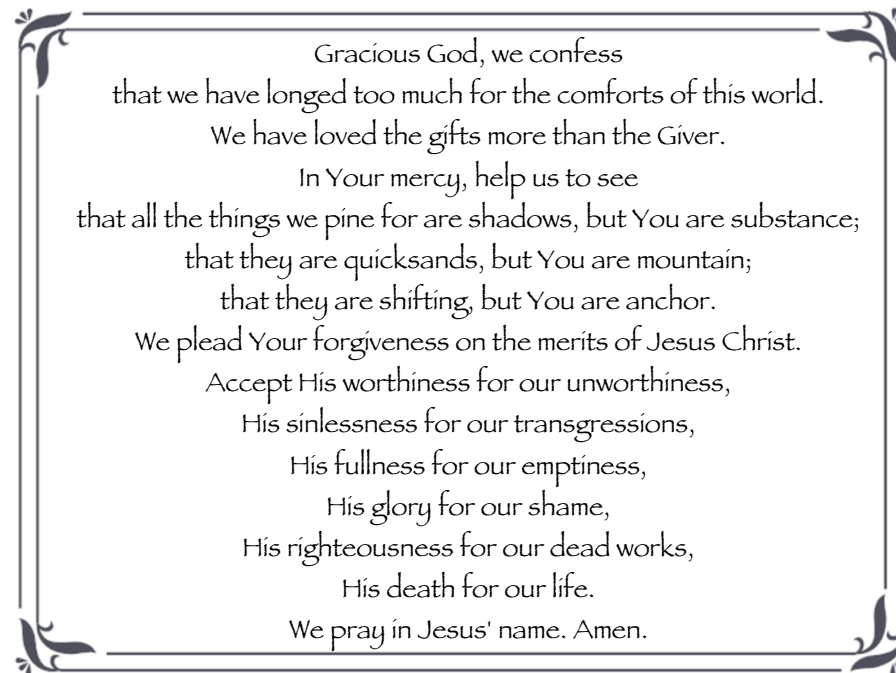 Gracious God, we confess
that we have longed too much for the comforts of this world.
We have loved the gifts more than the Giver.
In Your mercy, help us to see
that all the things we pine for are shadows, but You are substance;
that they are quicksands, but You are mountain;
that they are shifting, but You are anchor.
We plead Your forgiveness on the merits of Jesus Christ.
Accept His worthiness for our unworthiness,
His sinlessness for our transgressions,
His fullness for our emptiness,
His glory for our shame,
His righteousness for our dead works,
His death for our life.
We pray in Jesus' name. Amen.